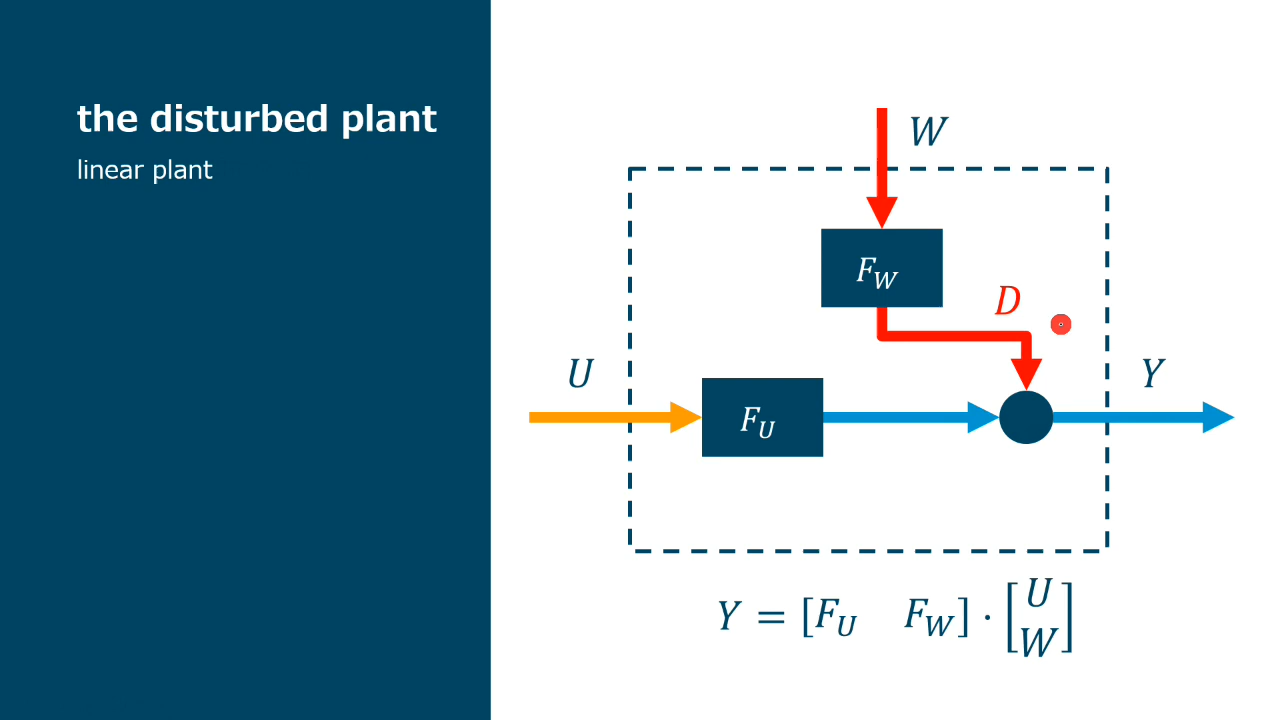 the disturbed plant
linear plant
W
F_W
D
U
Y
F_U
Y = [F_U F_W] · [U
W]